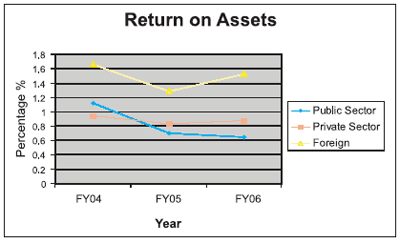 Return on Assets
Percentage %
1,8
1,6
1,4
1,2
1
0,8
0,6
0,4
0,2
0
FY04 FY05 FY06
Year
Public Sector
Private Sector
Foreign